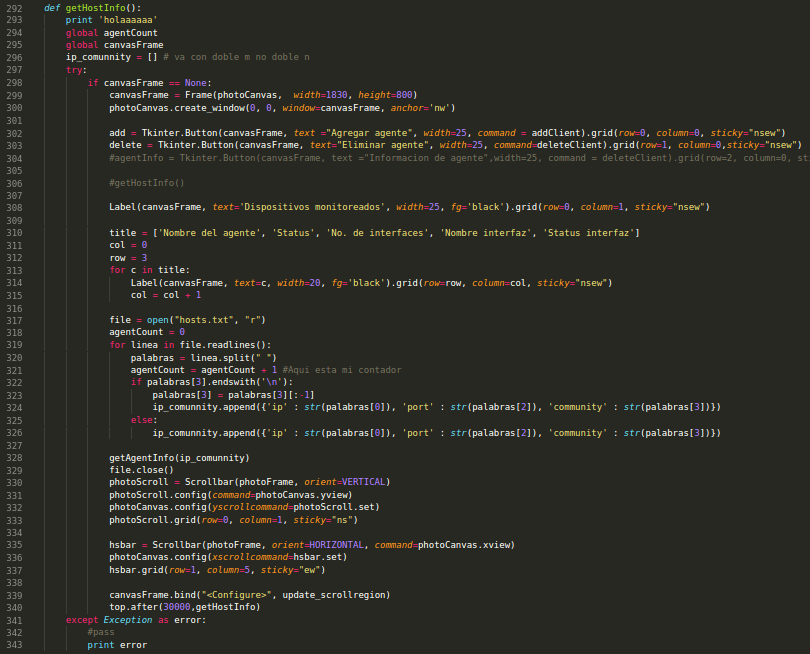 292 def getHostInfo():
293 print 'holaaaaaa'
294 global agentCount
295 global canvasFrame
296 ip_comunnity = [] # va con doble m no doble n
297 try:
298 if canvasFrame == None:
299 canvasFrame = Frame(photoCanvas, width=1830, height=800)
300 photoCanvas.create_window(0, 0, window=canvasFrame, anchor='nw')
301
302 add = Tkinter.Button(canvasFrame, text ="Agregar agente", width=25, command = addClient).grid(row=0, column=0, sticky="nsew")
303 delete = Tkinter.Button(canvasFrame, text="Eliminar agente", width=25, command=deleteClient).grid(row=1, column=0,sticky="nsew")
304 #agentInfo = Tkinter.Button(canvasFrame, text ="Informacion de agente",width=25, command = deleteClient).grid(row=2, column=0, st
305
306 #getHostInfo()
307
308 Label(canvasFrame, text='Dispositivos monitoreados', width=25, fg='black').grid(row=0, column=1, sticky="nsew")
309
310 title = ['Nombre del agente', 'Status', 'No. de interfaces', 'Nombre interfaz', 'Status interfaz']
311 col = 0
312 row = 3
313 for c in title:
314 Label(canvasFrame, text=c, width=20, fg='black').grid(row=row, column=col, sticky="nsew")
315 col = col + 1
316
317 file = open("hosts.txt", "r")
318 agentCount = 0
319 for linea in file.readlines():
320 palabras = linea.split(" ")
321 agentCount = agentCount + 1 #Aqui esta mi contador
322 if palabras[3].endswith('\n'):
323 palabras[3] = palabras[3][:-1]
324 ip_comunnity.append({'ip' : str(palabras[0]), 'port' : str(palabras[2]), 'community' : str(palabras[3])})
325 else:
326 ip_comunnity.append({'ip' : str(palabras[0]), 'port' : str(palabras[2]), 'community' : str(palabras[3])})
327
328 getAgentInfo(ip_comunnity)
329 file.close()
330 photoScroll = Scrollbar(photoFrame, orient=VERTICAL)
331 photoScroll.config(command=photoCanvas.yview)
332 photoCanvas.config(yscrollcommand=photoScroll.set)
333 photoScroll.grid(row=0, column=1, sticky="ns")
334
335 hsbar = Scrollbar(photoFrame, orient=HORIZONTAL, command=photoCanvas.xview)
336 photoCanvas.config(xscrollcommand=hsbar.set)
337 hsbar.grid(row=1, column=5, sticky="ew")
338
339 canvasFrame.bind("<Configure>", update_scrollregion)
340 top.after(30000,getHostInfo)
341 except Exception as error:
342 #pass
343 print error